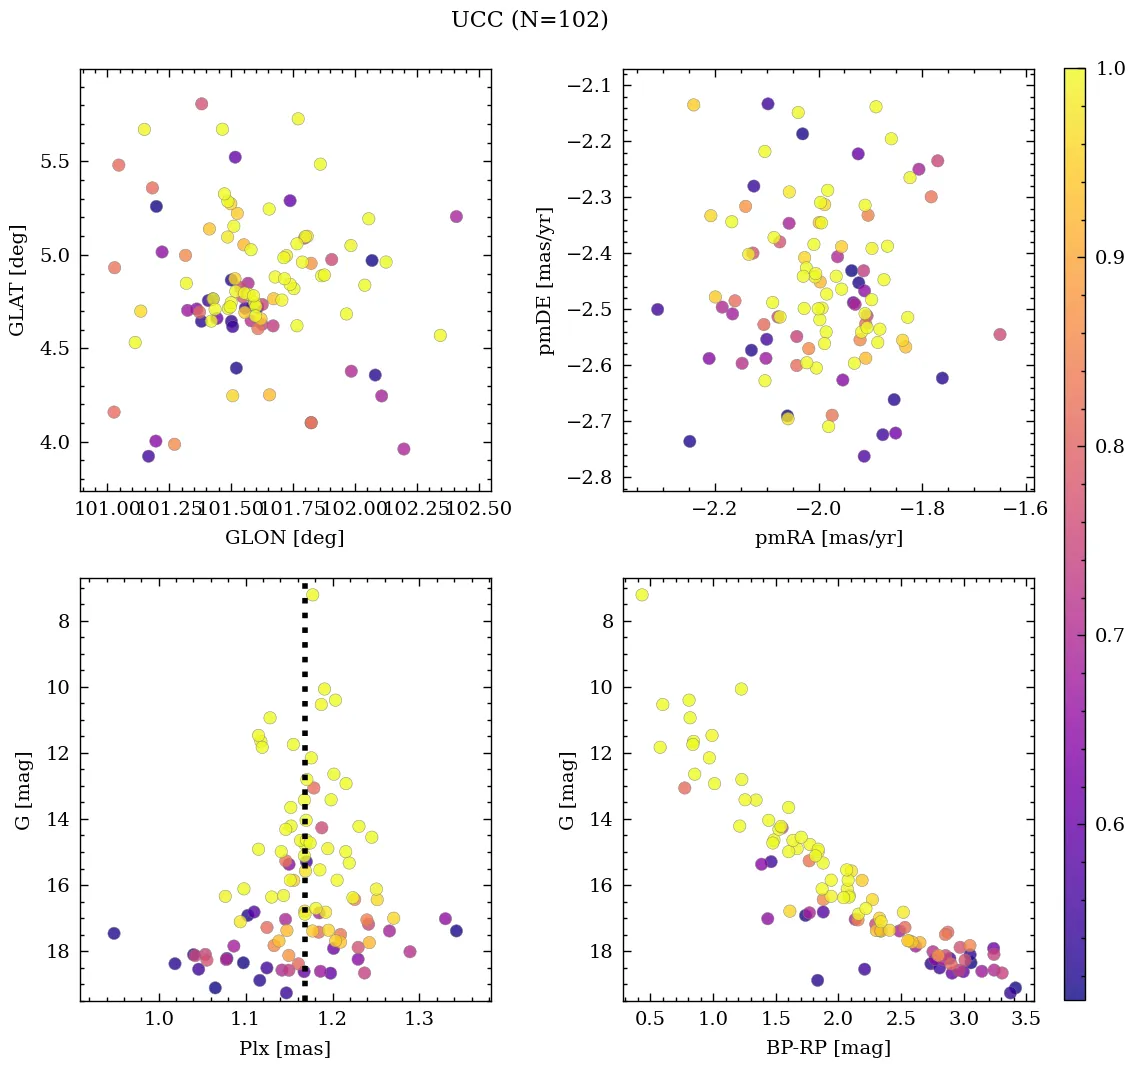 UCC (N=102)
5.5
5.0
4.5
4.0
GLAT [deg]
101.00 101.25 101.50 101.75 102.00 102.25 102.50
GLON [deg]
−2.1
−2.2
−2.3
−2.4
−2.5
−2.6
−2.7
−2.8
pmDE [mas/yr]
−2.2 −2.0 −1.8 −1.6
pmRA [mas/yr]
8
10
12
14
16
18
G [mag]
1.0 1.1 1.2 1.3
Plx [mas]
8
10
12
14
16
18
G [mag]
0.5 1.0 1.5 2.0 2.5 3.0 3.5
BP-RP [mag]
1.0
0.9
0.8
0.7
0.6